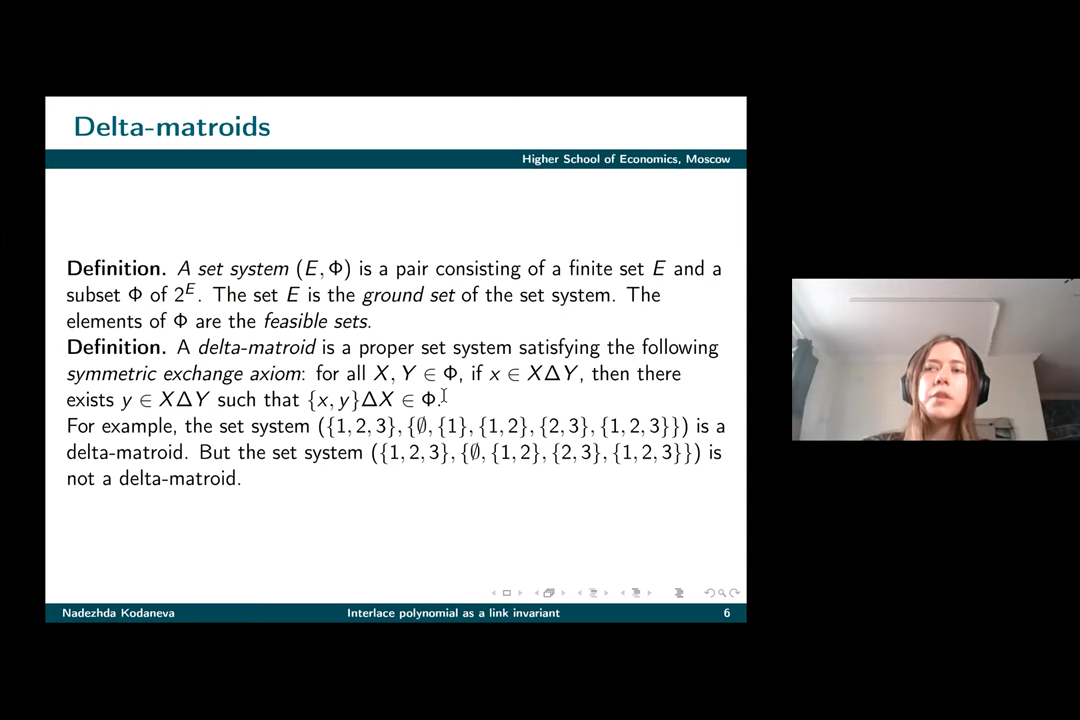 Delta-matroids
Higher School of Economics, Moscow
Definition. A set system (E, Φ) is a pair consisting of a finite set E and a
subset Φ of 2^E. The set E is the ground set of the set system. The
elements of Φ are the feasible sets.
Definition. A delta-matroid is a proper set system satisfying the following
symmetric exchange axiom: for all X, Y ∈ Φ, if x ∈ XΔY, then there
exists y ∈ XΔY such that {x, y}ΔX ∈ Φ.
For example, the set system ({1, 2, 3}, {∅, {1}, {1, 2}, {2, 3}, {1, 2, 3}}) is a
delta-matroid. But the set system ({1, 2, 3}, {∅, {1, 2}, {2, 3}, {1, 2, 3}}) is
not a delta-matroid.
Nadezhda Kodaneva
Interlace polynomial as a link invariant
6